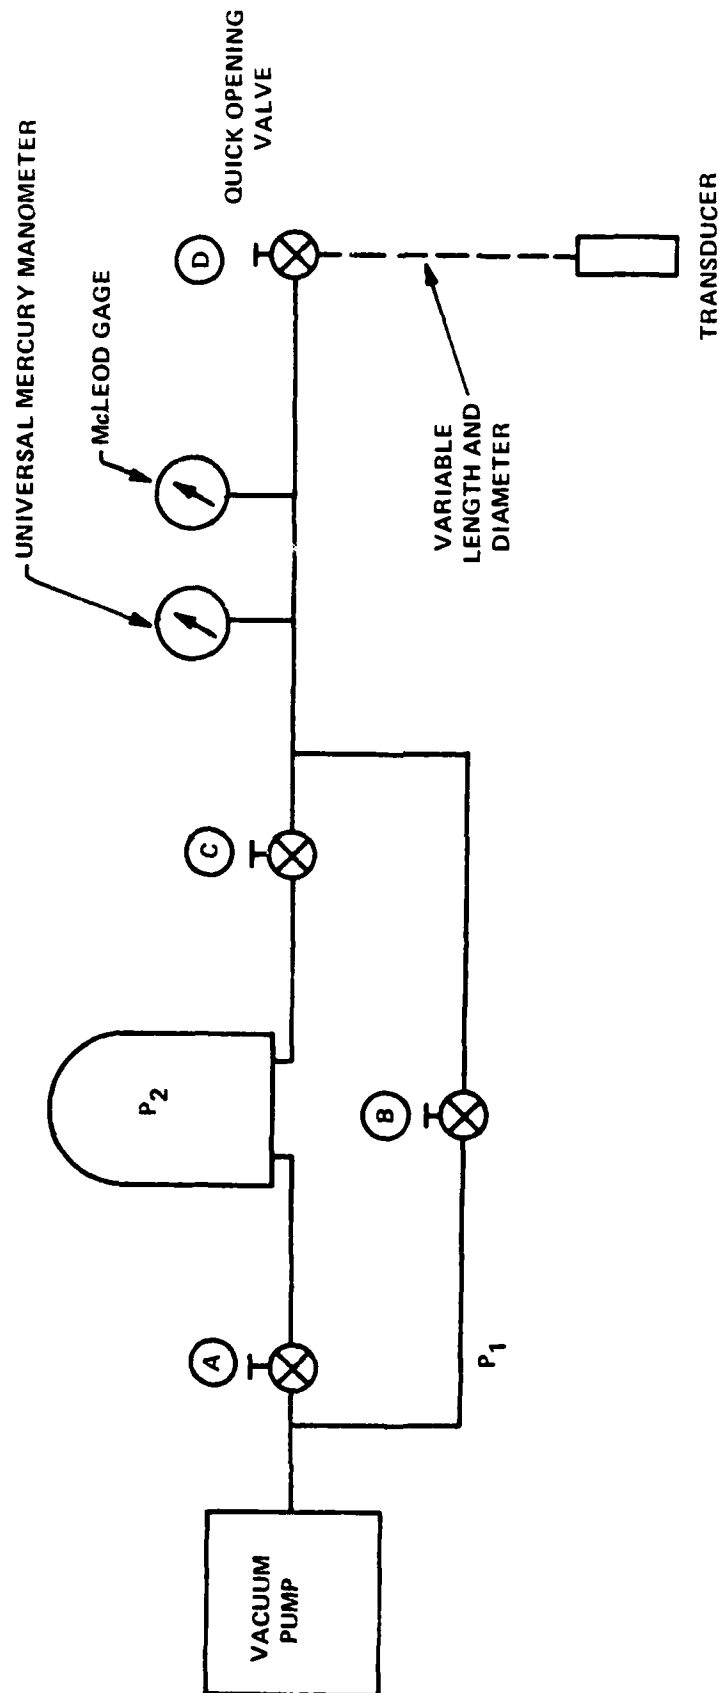 UNIVERSAL MERCURY MANOMETER
McLEOD GAGE
QUICK OPENING
VALVE
D
C
P2
B
A
P1
VACUUM
PUMP
VARIABLE
LENGTH AND
DIAMETER
TRANSDUCER